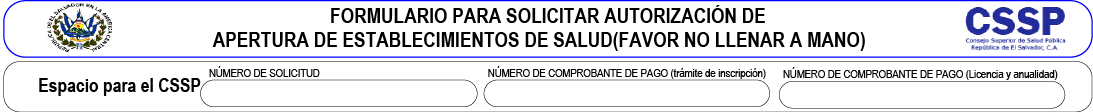 FORMULARIO PARA SOLICITAR AUTORIZACIÓN DE
APERTURA DE ESTABLECIMIENTOS DE SALUD(FAVOR NO LLENAR A MANO)
CSSP
Consejo Superior de Salud Pública
República de El Salvador, C.A.
Espacio para el CSSP
NÚMERO DE SOLICITUD
NÚMERO DE COMPROBANTE DE PAGO (trámite de inscripción)
NÚMERO DE COMPROBANTE DE PAGO (Licencia y anualidad)